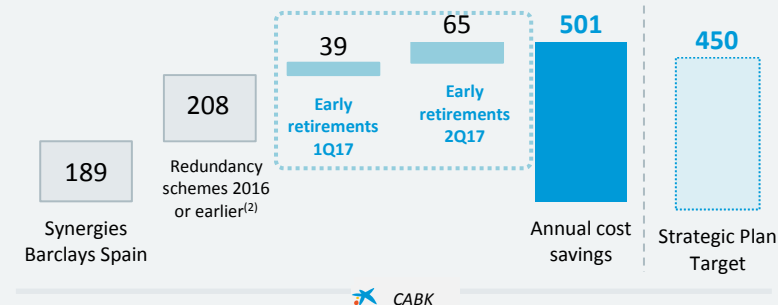 39
65
501
450
208
189
Early
retirements
1Q17
Early
retirements
2Q17
Redundancy
schemes 2016
or earlier(2)
Synergies
Barclays Spain
Annual cost
savings
Strategic Plan
Target
CABK